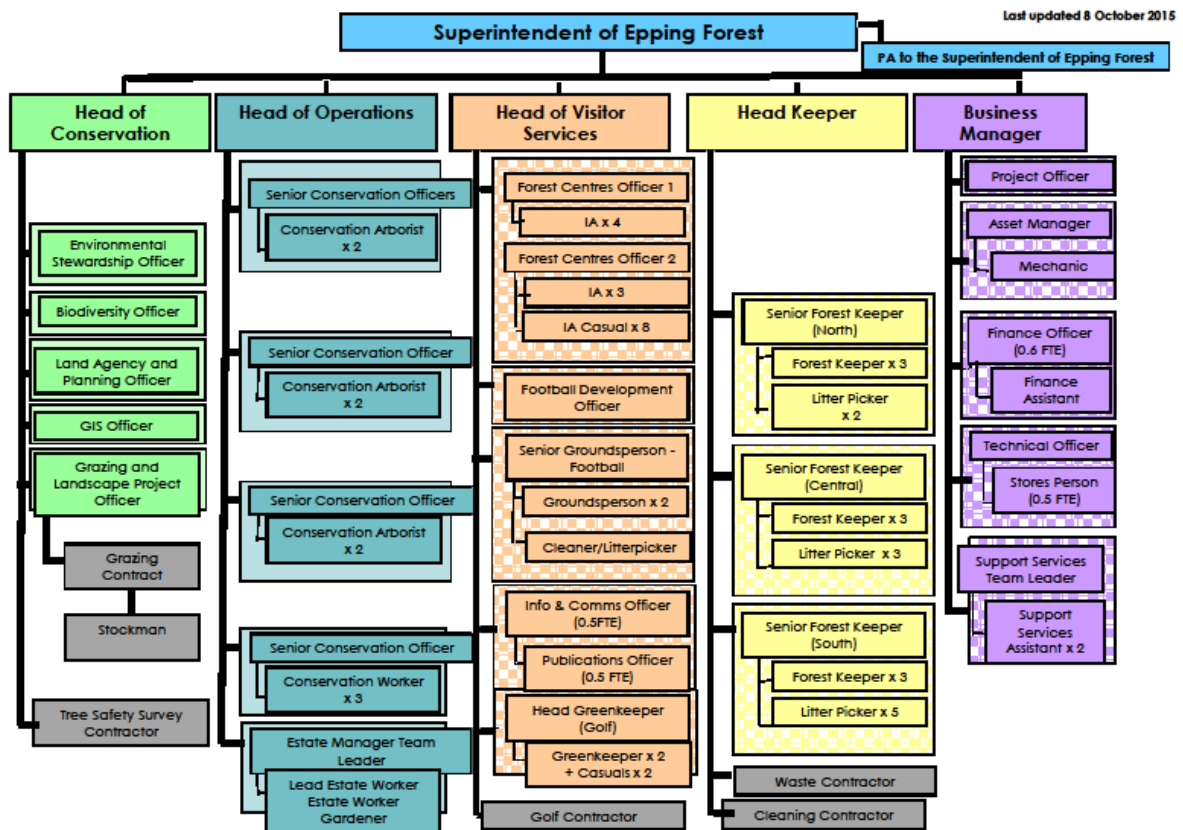 Last updated 8 October 2015
Superintendent of Epping Forest
PA to the Superintendent of Epping Forest
Head of
Conservation
Environmental
Stewardship Officer
Biodiversity Officer
Land Agency and
Planning Officer
GIS Officer
Grazing and
Landscape Project
Officer
Grazing
Contract
Stockman
Tree Safety Survey
Contractor
Head of Operations
Senior Conservation Officers
Conservation Arborist
x 2
Senior Conservation Officer
Conservation Arborist
x 2
Senior Conservation Officer
Conservation Arborist
x 2
Senior Conservation Officer
Conservation Worker
x 3
Estate Manager Team
Leader
Lead Estate Worker
Estate Worker
Gardener
Head of Visitor
Services
Forest Centres Officer 1
IA x 4
Forest Centres Officer 2
IA x 3
IA Casual x 8
Football Development
Officer
Senior Groundsperson -
Football
Groundsperson x 2
Cleaner/Litterpicker
Info & Comms Officer
(0.5FTE)
Publications Officer
(0.5 FTE)
Head Greenkeeper
(Golf)
Greenkeeper x 2
+ Casuals x 2
Golf Contractor
Head Keeper
Senior Forest Keeper
(North)
Forest Keeper x 3
Litter Picker
x 2
Senior Forest Keeper
(Central)
Forest Keeper x 3
Litter Picker x 3
Senior Forest Keeper
(South)
Forest Keeper x 3
Litter Picker x 5
Waste Contractor
Cleaning Contractor
Business
Manager
Project Officer
Asset Manager
Mechanic
Finance Officer
(0.6 FTE)
Finance
Assistant
Technical Officer
Stores Person
(0.5 FTE)
Support Services
Team Leader
Support
Services
Assistant x 2